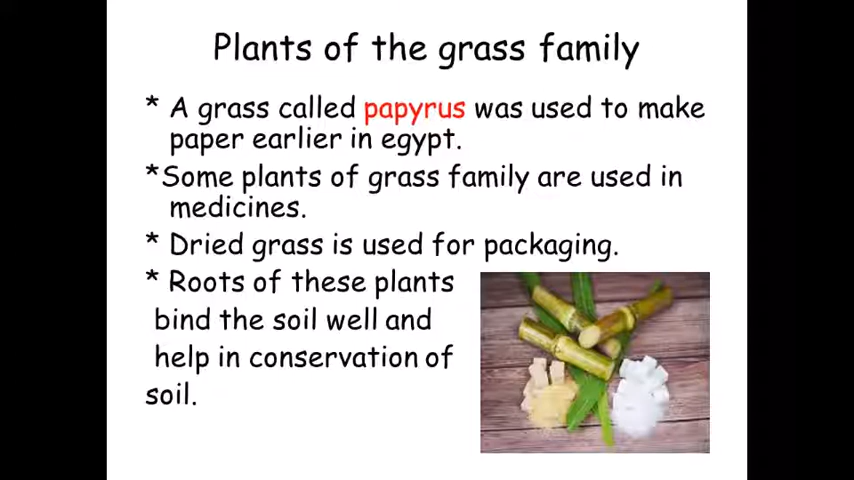 Plants of the grass family
* A grass called papyrus was used to make
paper earlier in egypt.
*Some plants of grass family are used in
medicines.
* Dried grass is used for packaging.
* Roots of these plants
bind the soil well and
help in conservation of
soil.